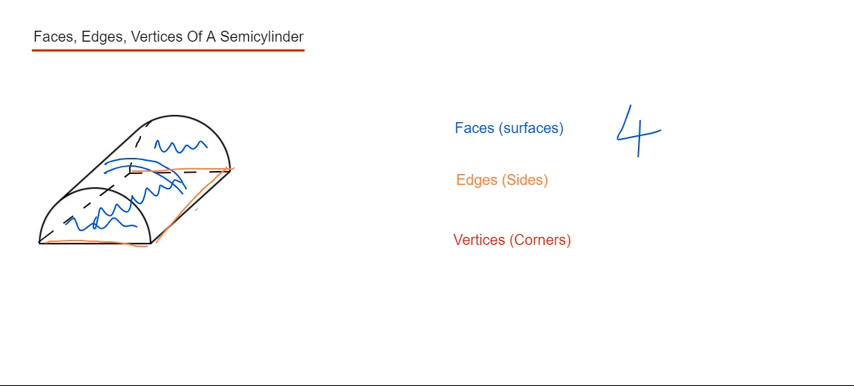 Faces, Edges, Vertices Of A Semicylinder
Faces (surfaces) 4
Edges (Sides)
Vertices (Corners)